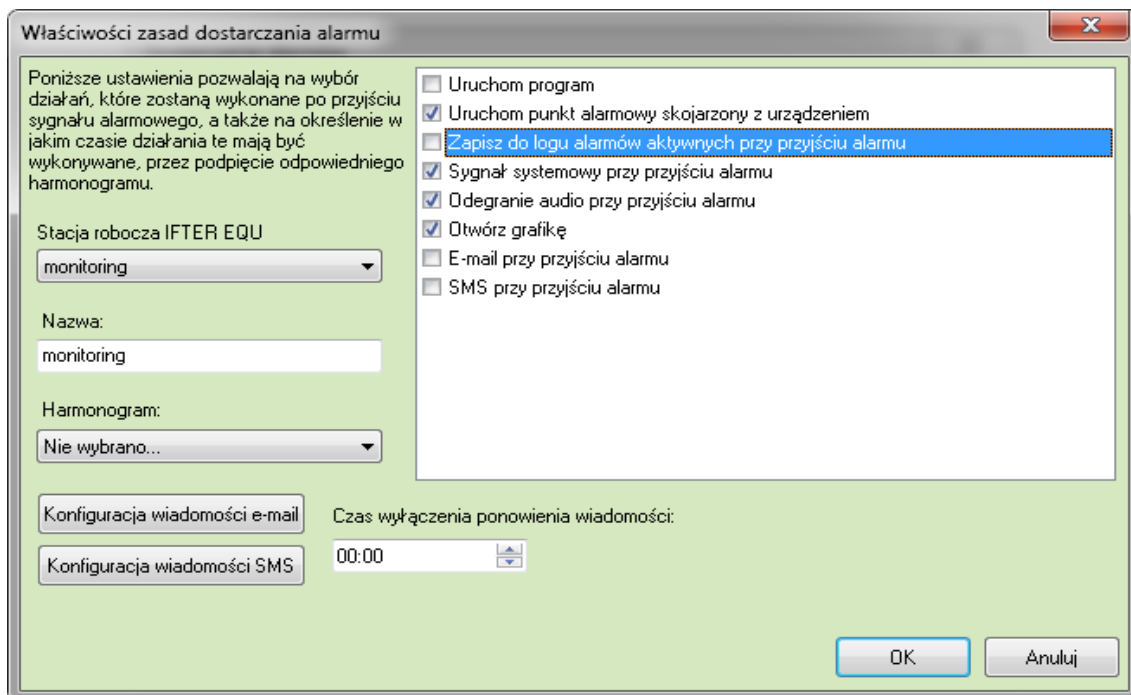 Właściwości zasad dostarczania alarmu
Poniższe ustawienia pozwalają na wybór
działań, które zostaną wykonane po przyjściu
sygnału alarmowego, a także na określenie w
jakim czasie działania te mają być
wykonywane, przez podpięcie odpowiedniego
harmonogramu.
Stacja robocza IFTER EQU
monitoring
Nazwa:
monitoring
Harmonogram:
Nie wybrano...
Uruchom program
Uruchom punkt alarmowy skojarzony z urządzeniem
Zapisz do logu alarmów aktywnych przy przyjściu alarmu
Sygnał systemowy przy przyjściu alarmu
Odegranie audio przy przyjściu alarmu
Otwórz grafikę
E-mail przy przyjściu alarmu
SMS przy przyjściu alarmu
Konfiguracja wiadomości e-mail
Konfiguracja wiadomości SMS
Czas wyłączenia ponowienia wiadomości:
00:00
OK
Anuluj